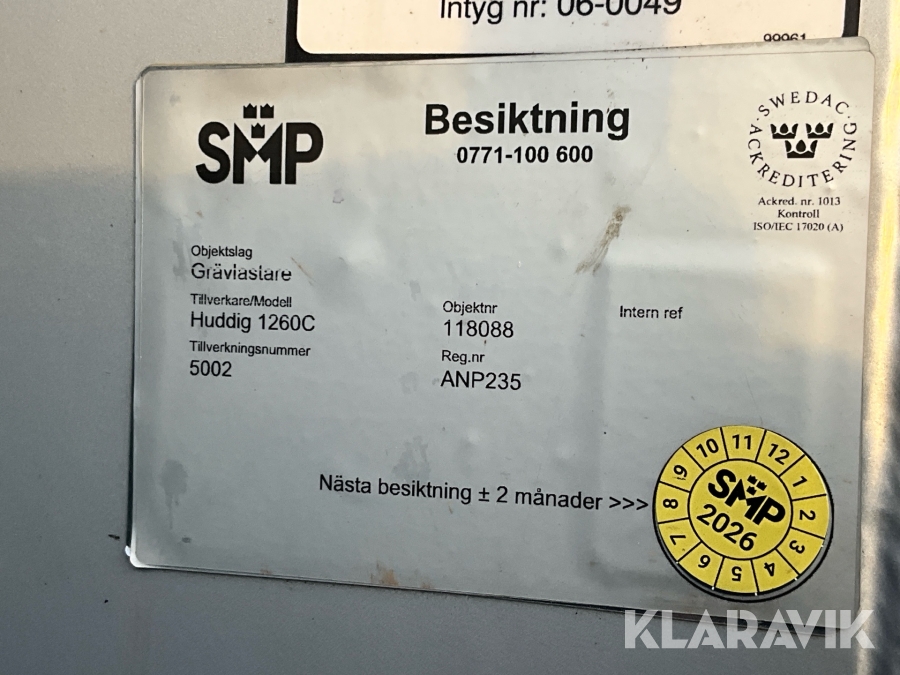 Intyg nr: 06-0049
99961
SMP
Besiktning
0771-100 600
SWEDAC
ACKREDITERING
Ackred. nr. 1013
Kontroll
ISO/IEC 17020 (A)
Objektslag
Grävlastare
Tillverkare/Modell
Huddig 1260C
Tillverkningsnummer
5002
Objektnr
118088
Reg.nr
ANP235
Intern ref
Nästa besiktning ± 2 månader >>>
1 2 3 4 5 6 7 8 9 10 11 12
SMP
2026
KLARAVIK